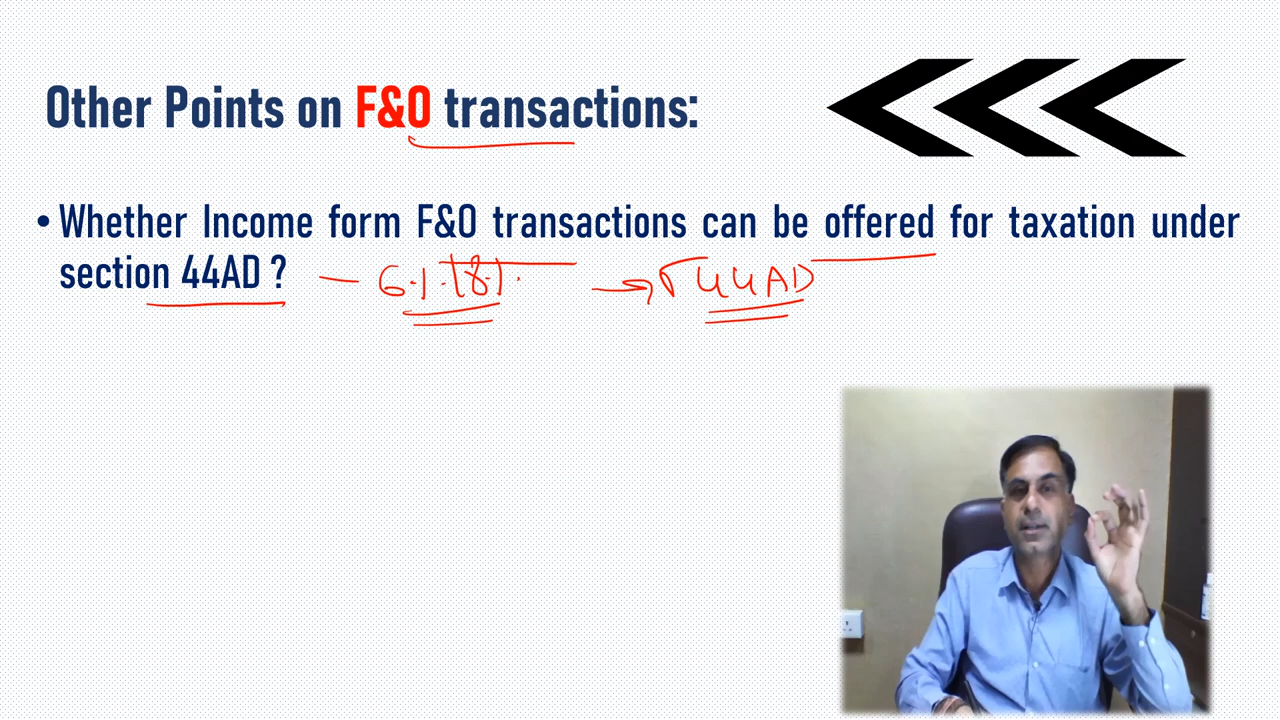 Other Points on F&O transactions:
• Whether Income form F&O transactions can be offered for taxation under
section 44AD ? — 6%. (8%). → 44AD